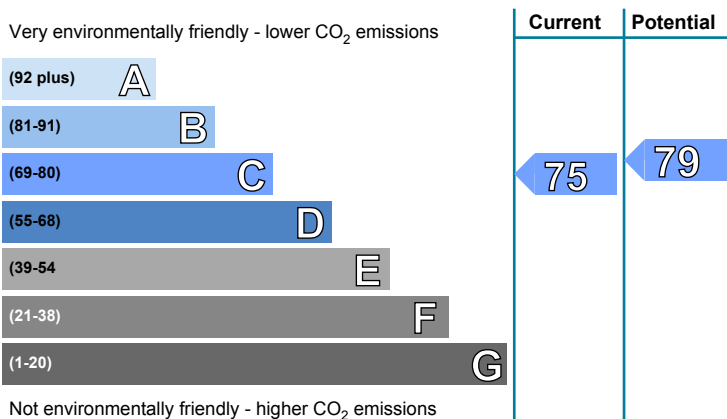 Very environmentally friendly - lower CO2 emissions
Current
Potential
(92 plus) A
(81-91) B
(69-80) C
75
79
(55-68) D
(39-54 E
(21-38) F
(1-20) G
Not environmentally friendly - higher CO2 emissions